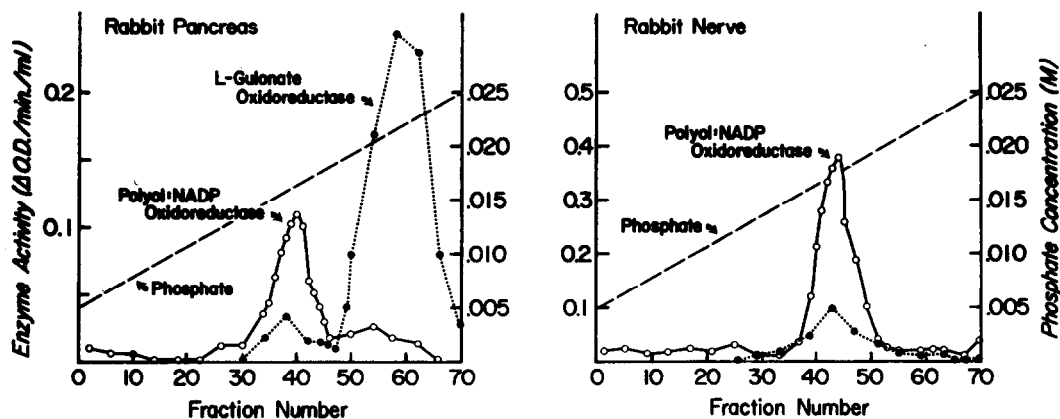 Rabbit Pancreas
Enzyme Activity (Δ O.D./min./ml)
0.2
0.1
L-Gulonate
Oxidoreductase
Polyol:NADP
Oxidoreductase
Phosphate
.025
.020
.015
.010
.005
0 10 20 30 40 50 60 70
Fraction Number
Rabbit Nerve
0.5
0.4
0.3
0.2
0.1
Polyol:NADP
Oxidoreductase
Phosphate
.025
.020
.015
.010
.005
Phosphate Concentration (M)
0 10 20 30 40 50 60 70
Fraction Number